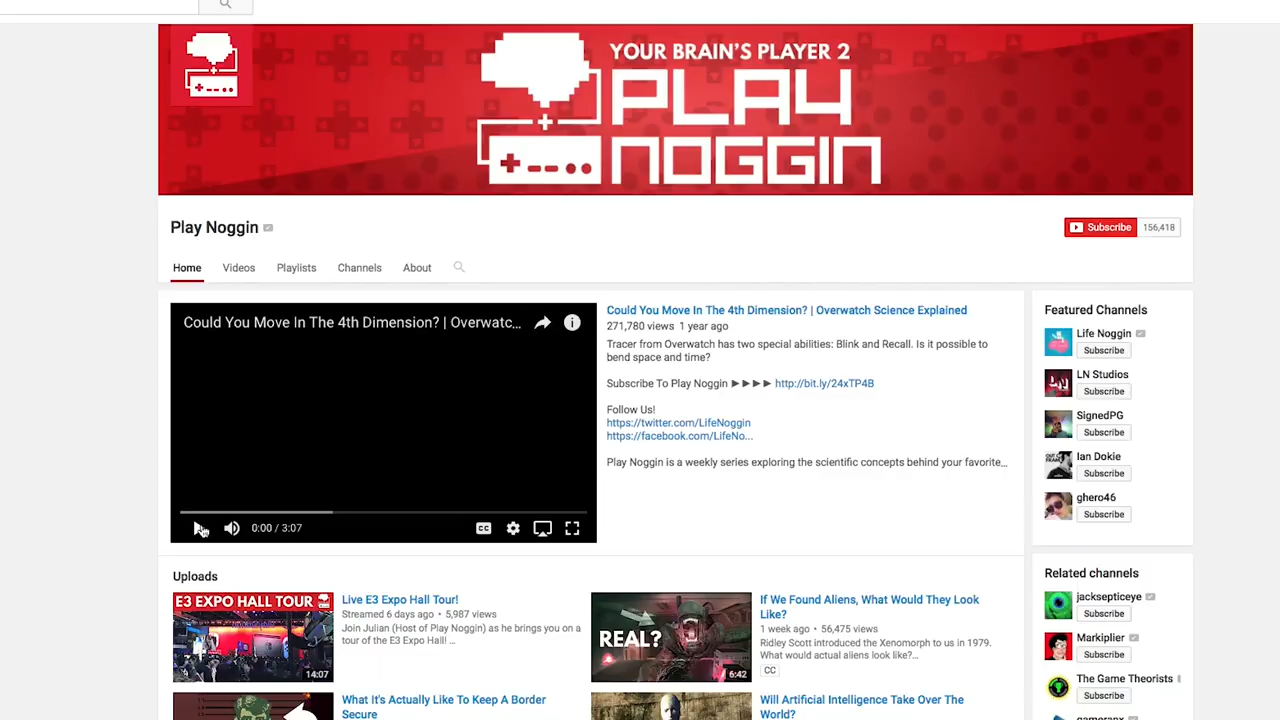 YOUR BRAIN'S PLAYER 2
PLAY
NOGGIN
Play Noggin
Subscribe 156,418
Home Videos Playlists Channels About
Could You Move In The 4th Dimension? | Overwatc...
0:00 / 3:07
CC
Could You Move In The 4th Dimension? | Overwatch Science Explained
271,780 views 1 year ago
Tracer from Overwatch has two special abilities: Blink and Recall. Is it possible to
bend space and time?
Subscribe To Play Noggin ►►►► http://bit.ly/24xTP4B
Follow Us!
https://twitter.com/LifeNoggin
https://facebook.com/LifeNo...
Play Noggin is a weekly series exploring the scientific concepts behind your favorite...
Featured Channels
Life Noggin
Subscribe
LN Studios
Subscribe
SignedPG
Subscribe
Ian Dokie
Subscribe
ghero46
Subscribe
Uploads
E3 EXPO HALL TOUR
14:07
Live E3 Expo Hall Tour!
Streamed 6 days ago • 5,987 views
Join Julian (Host of Play Noggin) as he brings you on a
tour of the E3 Expo Hall! ...
REAL?
6:42
If We Found Aliens, What Would They Look
Like?
1 week ago • 56,475 views
Ridley Scott introduced the Xenomorph to us in 1979.
What would actual aliens look like?...
CC
What It's Actually Like To Keep A Border
Secure
Will Artificial Intelligence Take Over The
World?
Related channels
jacksepticeye
Subscribe
Markiplier
Subscribe
The Game Theorists
Subscribe
gameranx